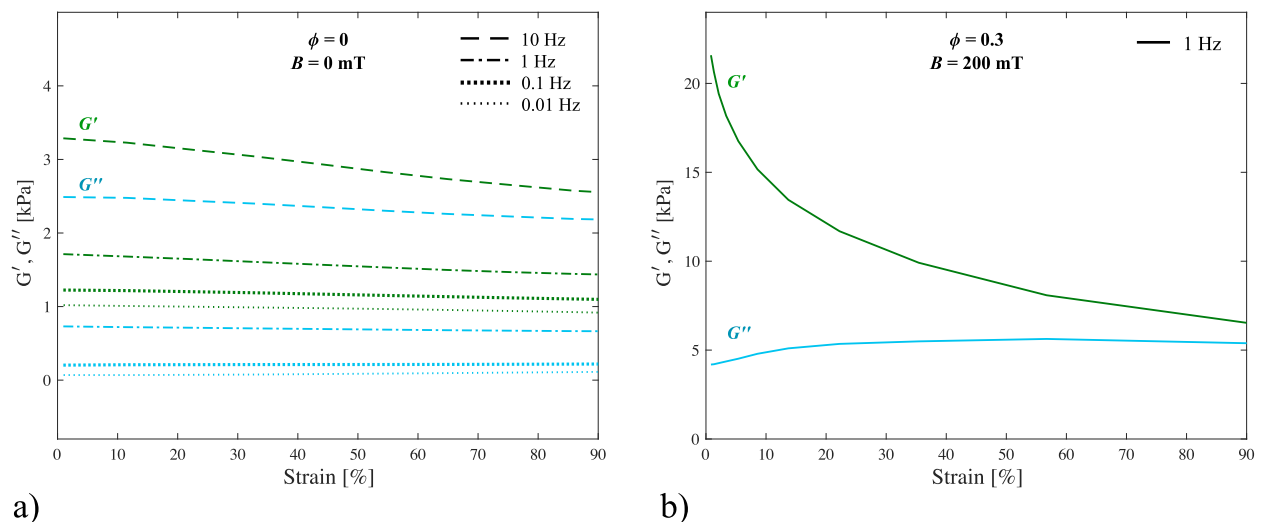 ϕ = 0
B = 0 mT
10 Hz
1 Hz
0.1 Hz
0.01 Hz
G′
G″
4
3
2
1
0
G′, G″ [kPa]
0 10 20 30 40 50 60 70 80 90
Strain [%]
a)
ϕ = 0.3
B = 200 mT
1 Hz
G′
G″
20
15
10
5
0
G′, G″ [kPa]
0 10 20 30 40 50 60 70 80 90
Strain [%]
b)